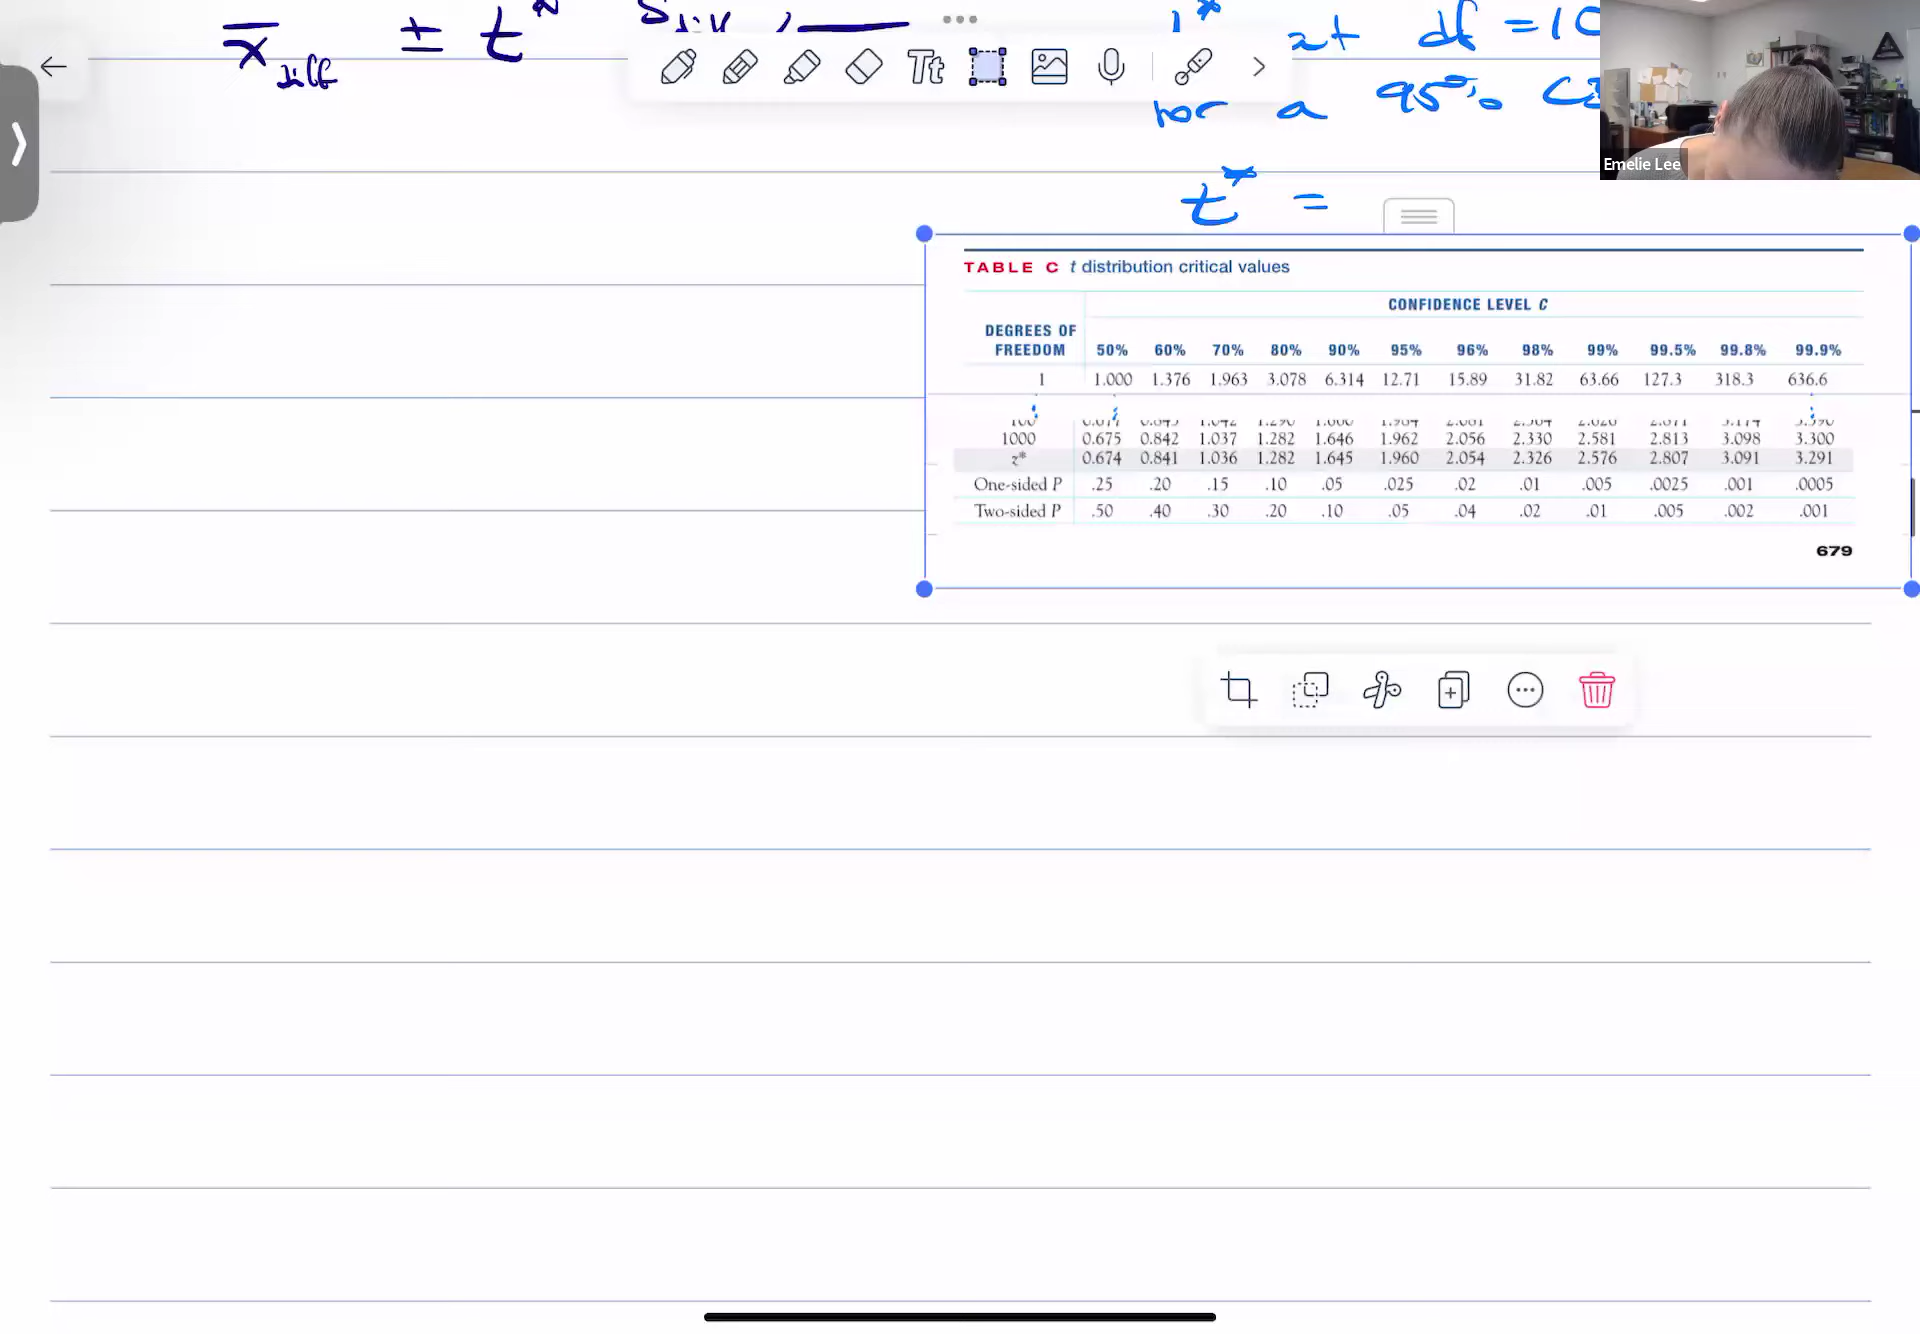 x̄ diff ± t*
t* at df = 10
for a 95% CI
Tt
Emelie Lee
t* =
TABLE C t distribution critical values
CONFIDENCE LEVEL C
DEGREES OF
FREEDOM 50% 60% 70% 80% 90% 95% 96% 98% 99% 99.5% 99.8% 99.9%
1 1.000 1.376 1.963 3.078 6.314 12.71 15.89 31.82 63.66 127.3 318.3 636.6
1000 0.675 0.842 1.037 1.282 1.646 1.962 2.056 2.330 2.581 2.813 3.098 3.300
z* 0.674 0.841 1.036 1.282 1.645 1.960 2.054 2.326 2.576 2.807 3.091 3.291
One-sided P .25 .20 .15 .10 .05 .025 .02 .01 .005 .0025 .001 .0005
Two-sided P .50 .40 .30 .20 .10 .05 .04 .02 .01 .005 .002 .001
679